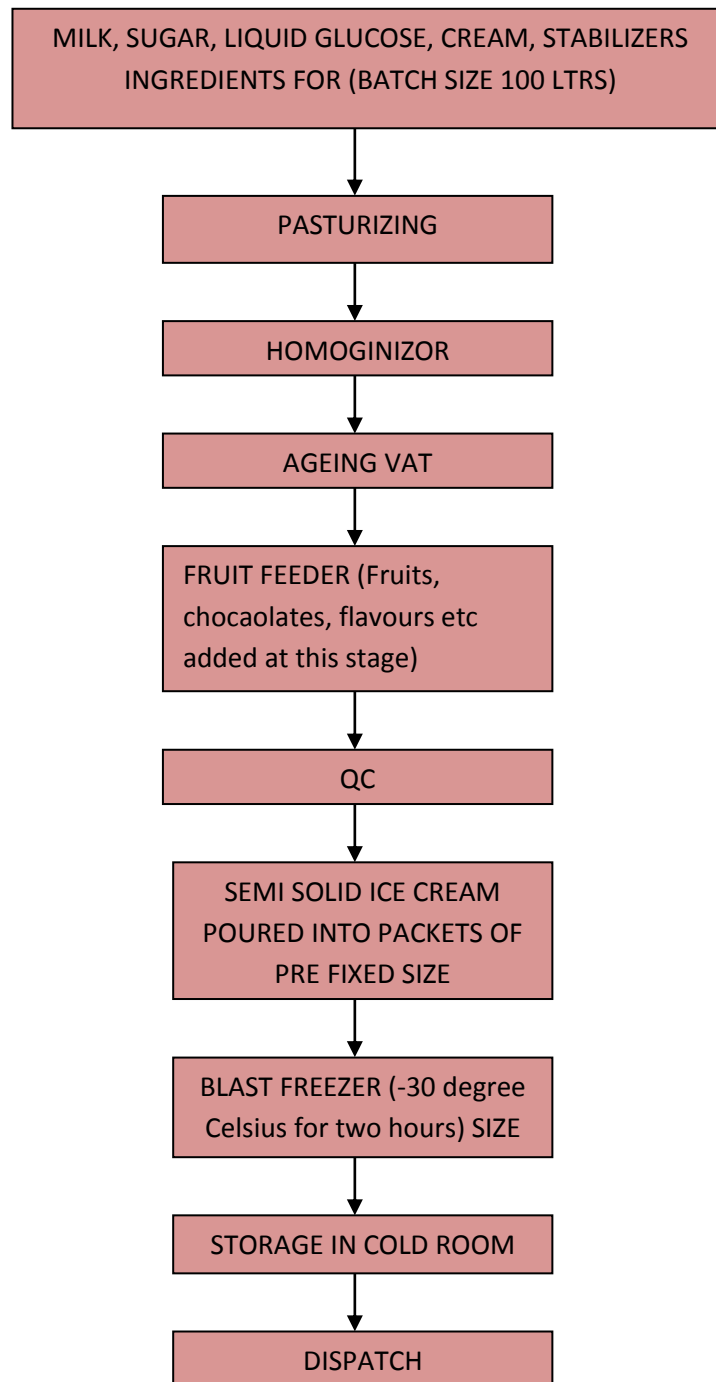 MILK, SUGAR, LIQUID GLUCOSE, CREAM, STABILIZERS
INGREDIENTS FOR (BATCH SIZE 100 LTRS)
PASTURIZING
HOMOGINIZOR
AGEING VAT
FRUIT FEEDER (Fruits,
chocaolates, flavours etc
added at this stage)
QC
SEMI SOLID ICE CREAM
POURED INTO PACKETS OF
PRE FIXED SIZE
BLAST FREEZER (-30 degree
Celsius for two hours) SIZE
STORAGE IN COLD ROOM
DISPATCH